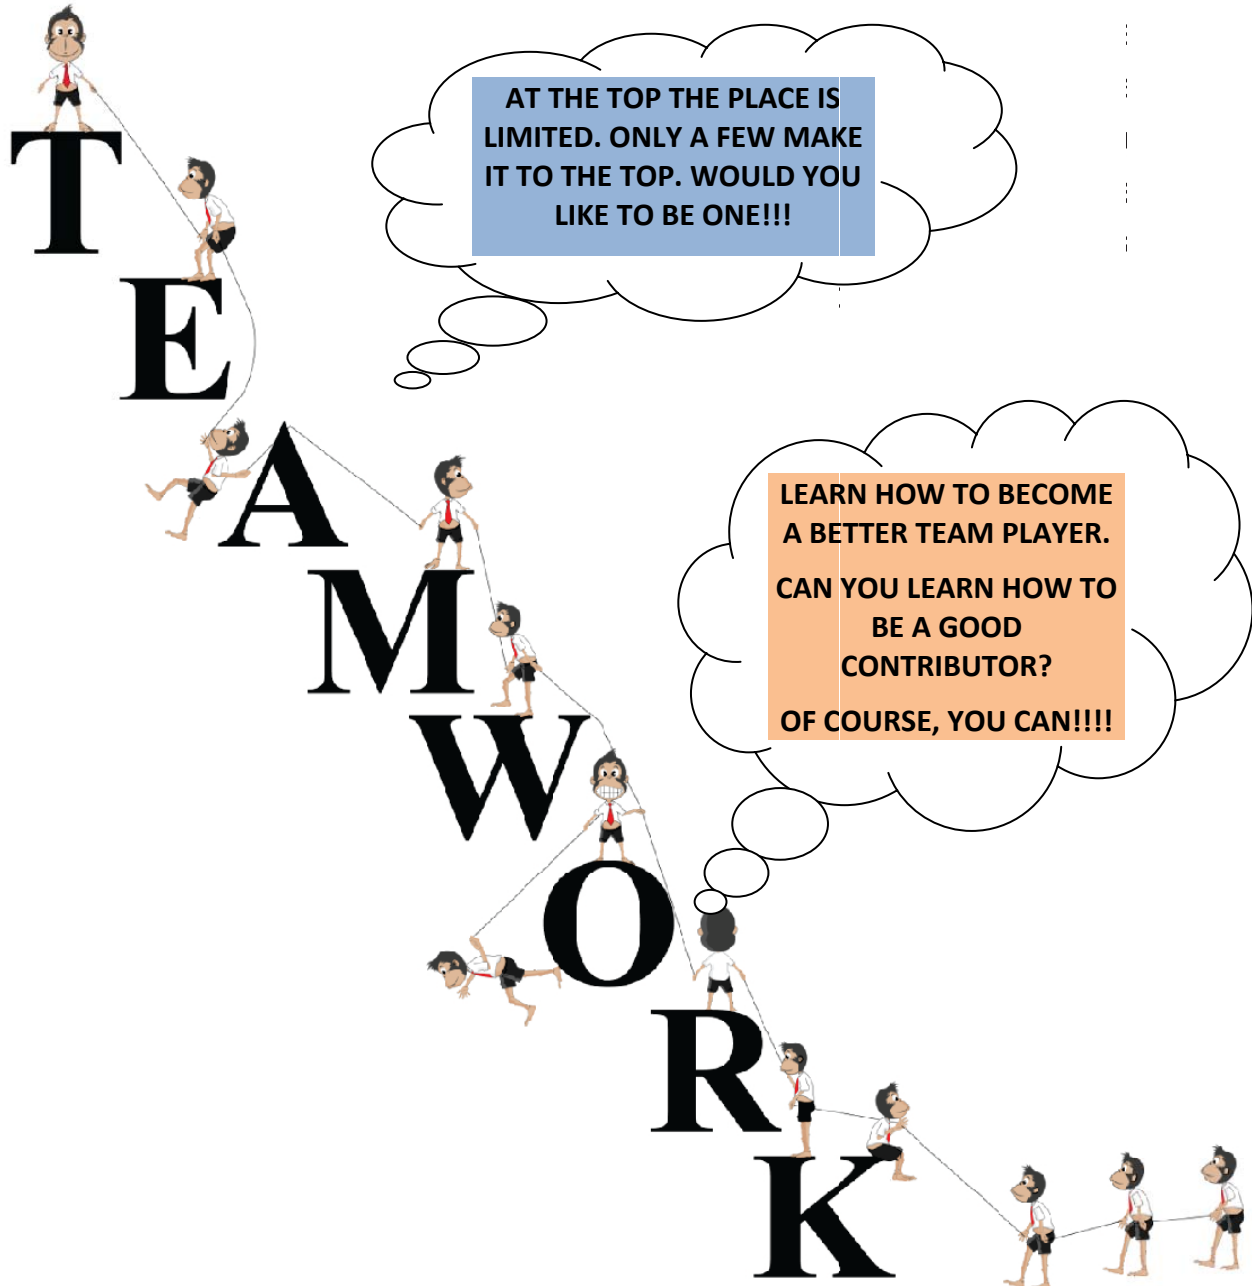 AT THE TOP THE PLACE IS
LIMITED. ONLY A FEW MAKE
IT TO THE TOP. WOULD YOU
LIKE TO BE ONE!!!
LEARN HOW TO BECOME
A BETTER TEAM PLAYER.
CAN YOU LEARN HOW TO
BE A GOOD
CONTRIBUTOR?
OF COURSE, YOU CAN!!!!
TEAMWORK